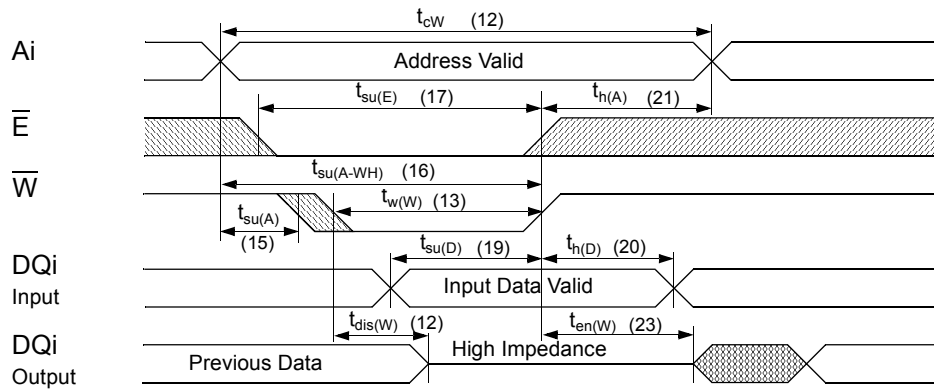 tcW (12)
Ai
Address Valid
tsu(E) (17)
th(A) (21)
E
tsu(A-WH) (16)
W
tw(W) (13)
tsu(A)
(15)
tsu(D) (19)
th(D) (20)
DQi
Input
Input Data Valid
tdis(W) (12)
ten(W) (23)
DQi
Output
Previous Data
High Impedance